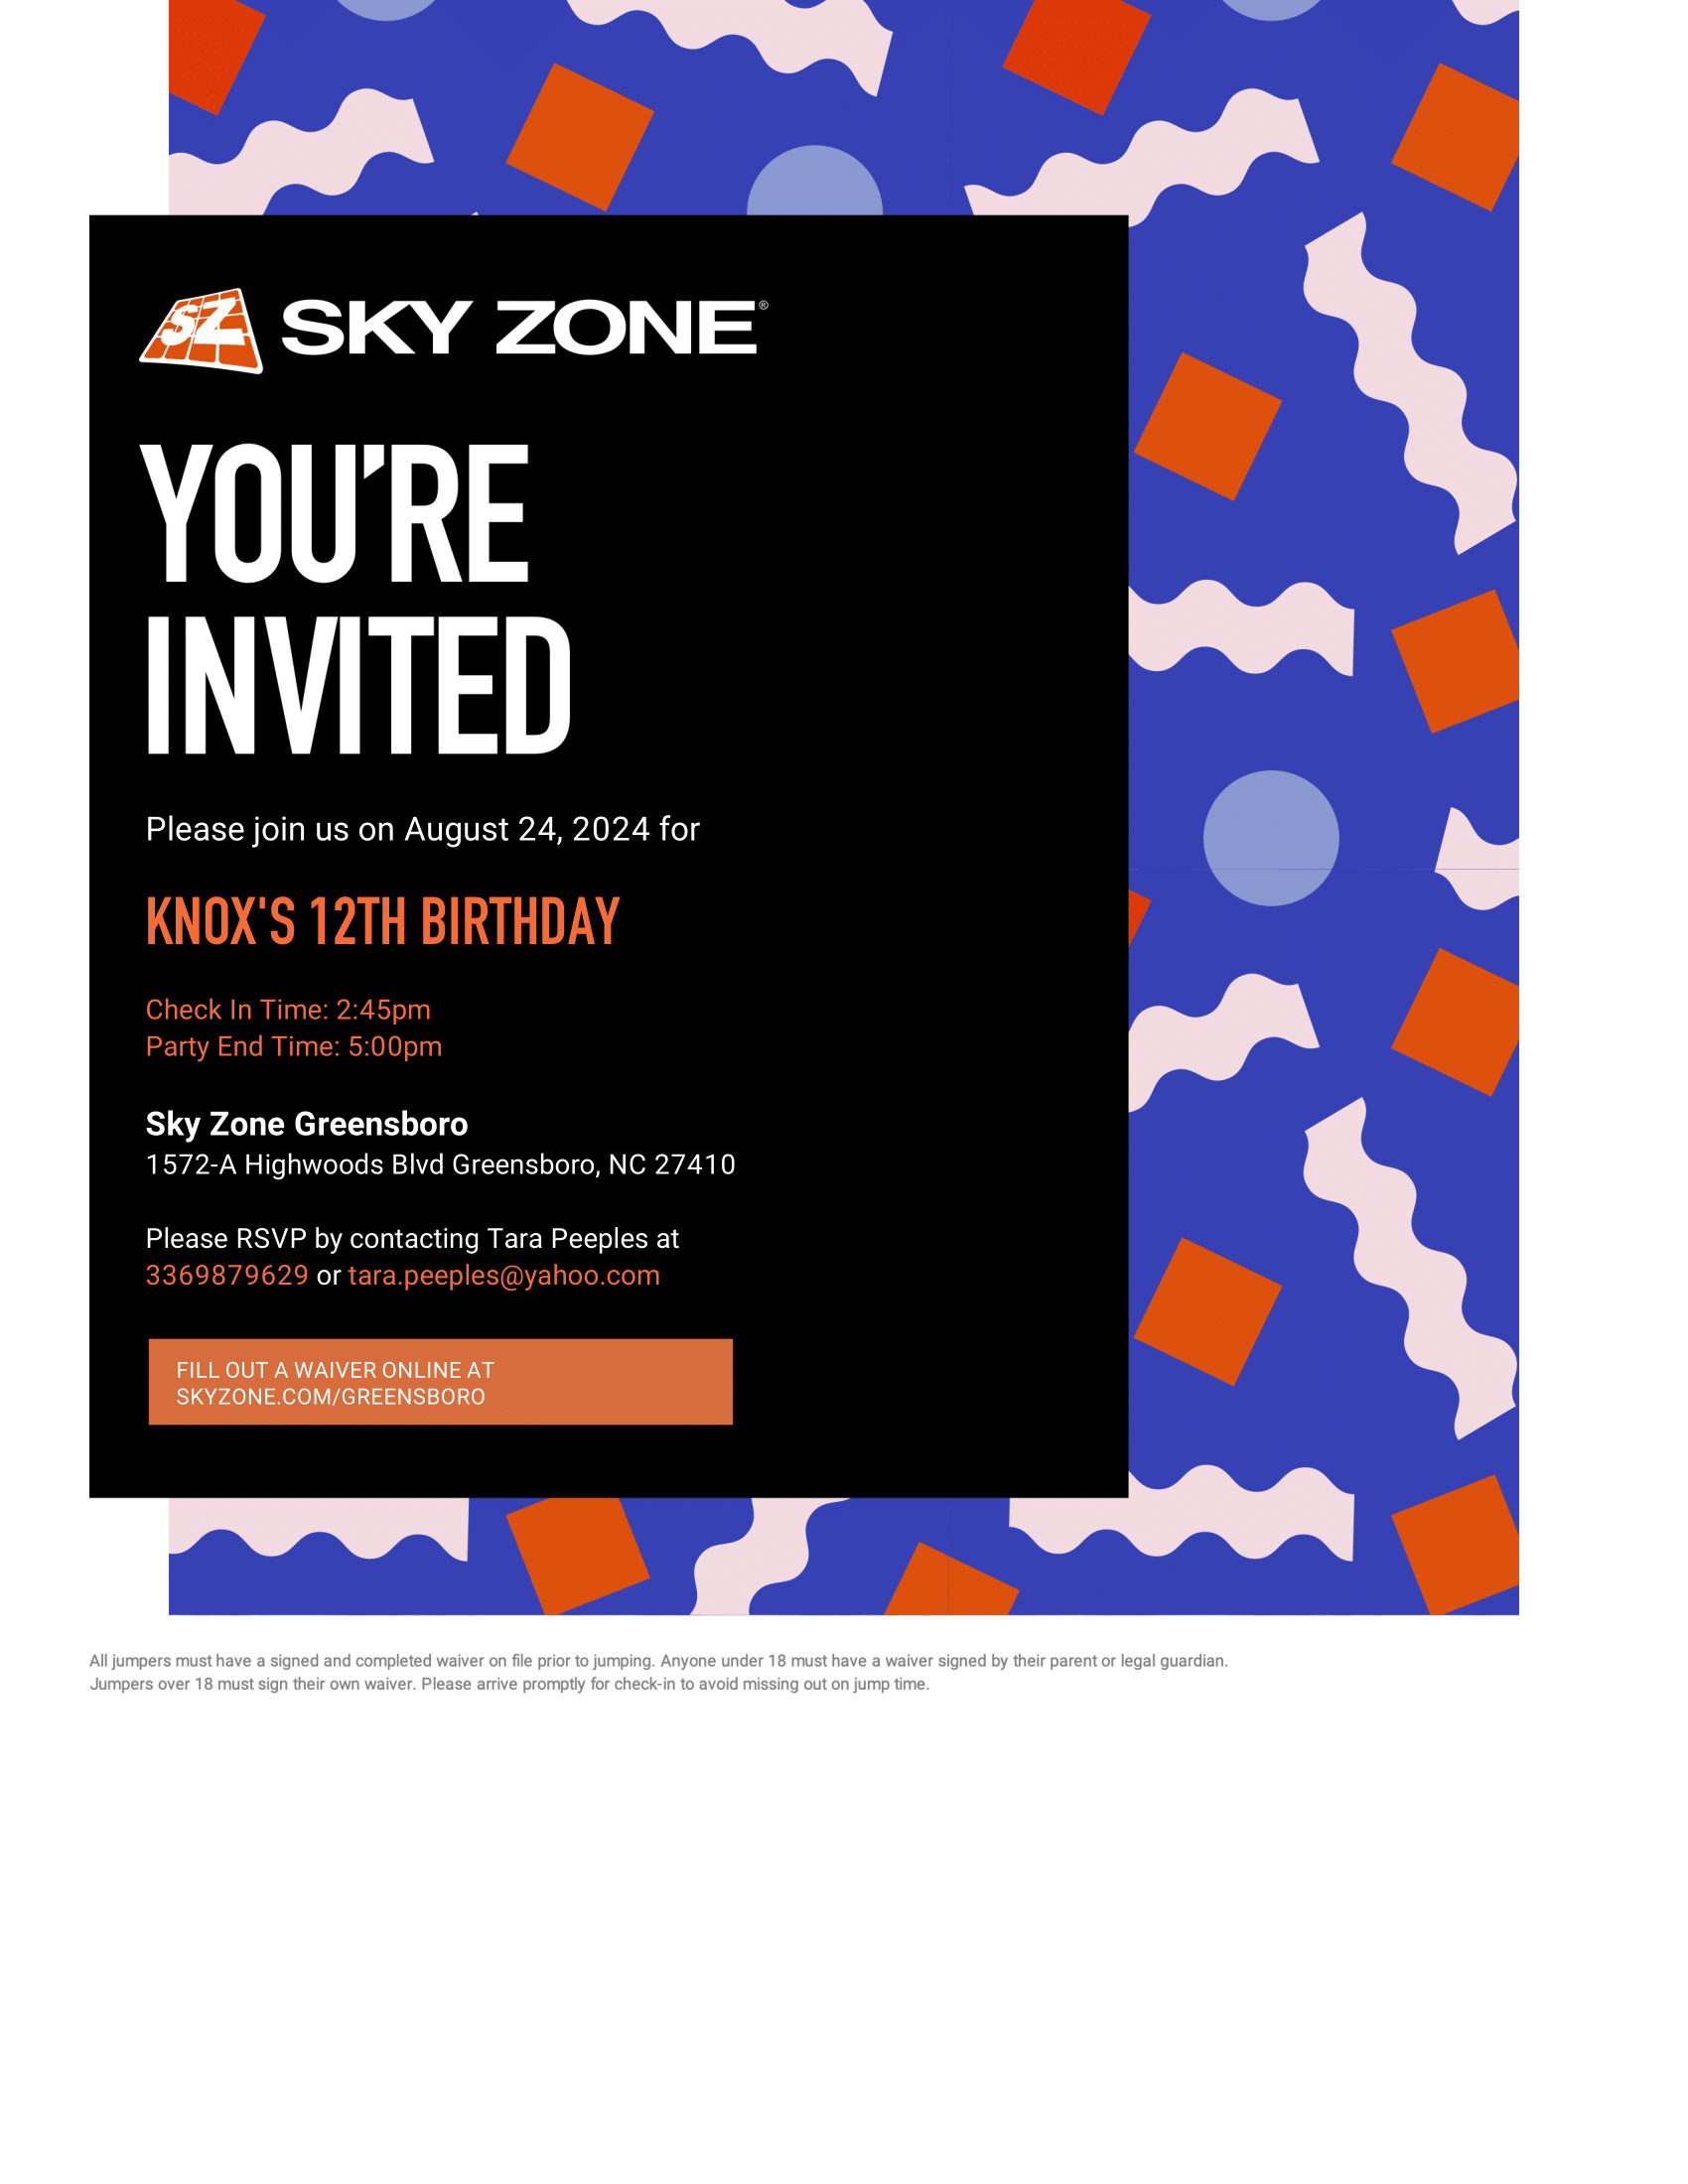 SZ SKY ZONE®
YOU'RE
INVITED
Please join us on August 24, 2024 for
KNOX'S 12TH BIRTHDAY
Check In Time: 2:45pm
Party End Time: 5:00pm
Sky Zone Greensboro
1572-A Highwoods Blvd Greensboro, NC 27410
Please RSVP by contacting Tara Peeples at
3369879629 or tara.peeples@yahoo.com
FILL OUT A WAIVER ONLINE AT
SKYZONE.COM/GREENSBORO
All jumpers must have a signed and completed waiver on file prior to jumping. Anyone under 18 must have a waiver signed by their parent or legal guardian.
Jumpers over 18 must sign their own waiver. Please arrive promptly for check-in to avoid missing out on jump time.